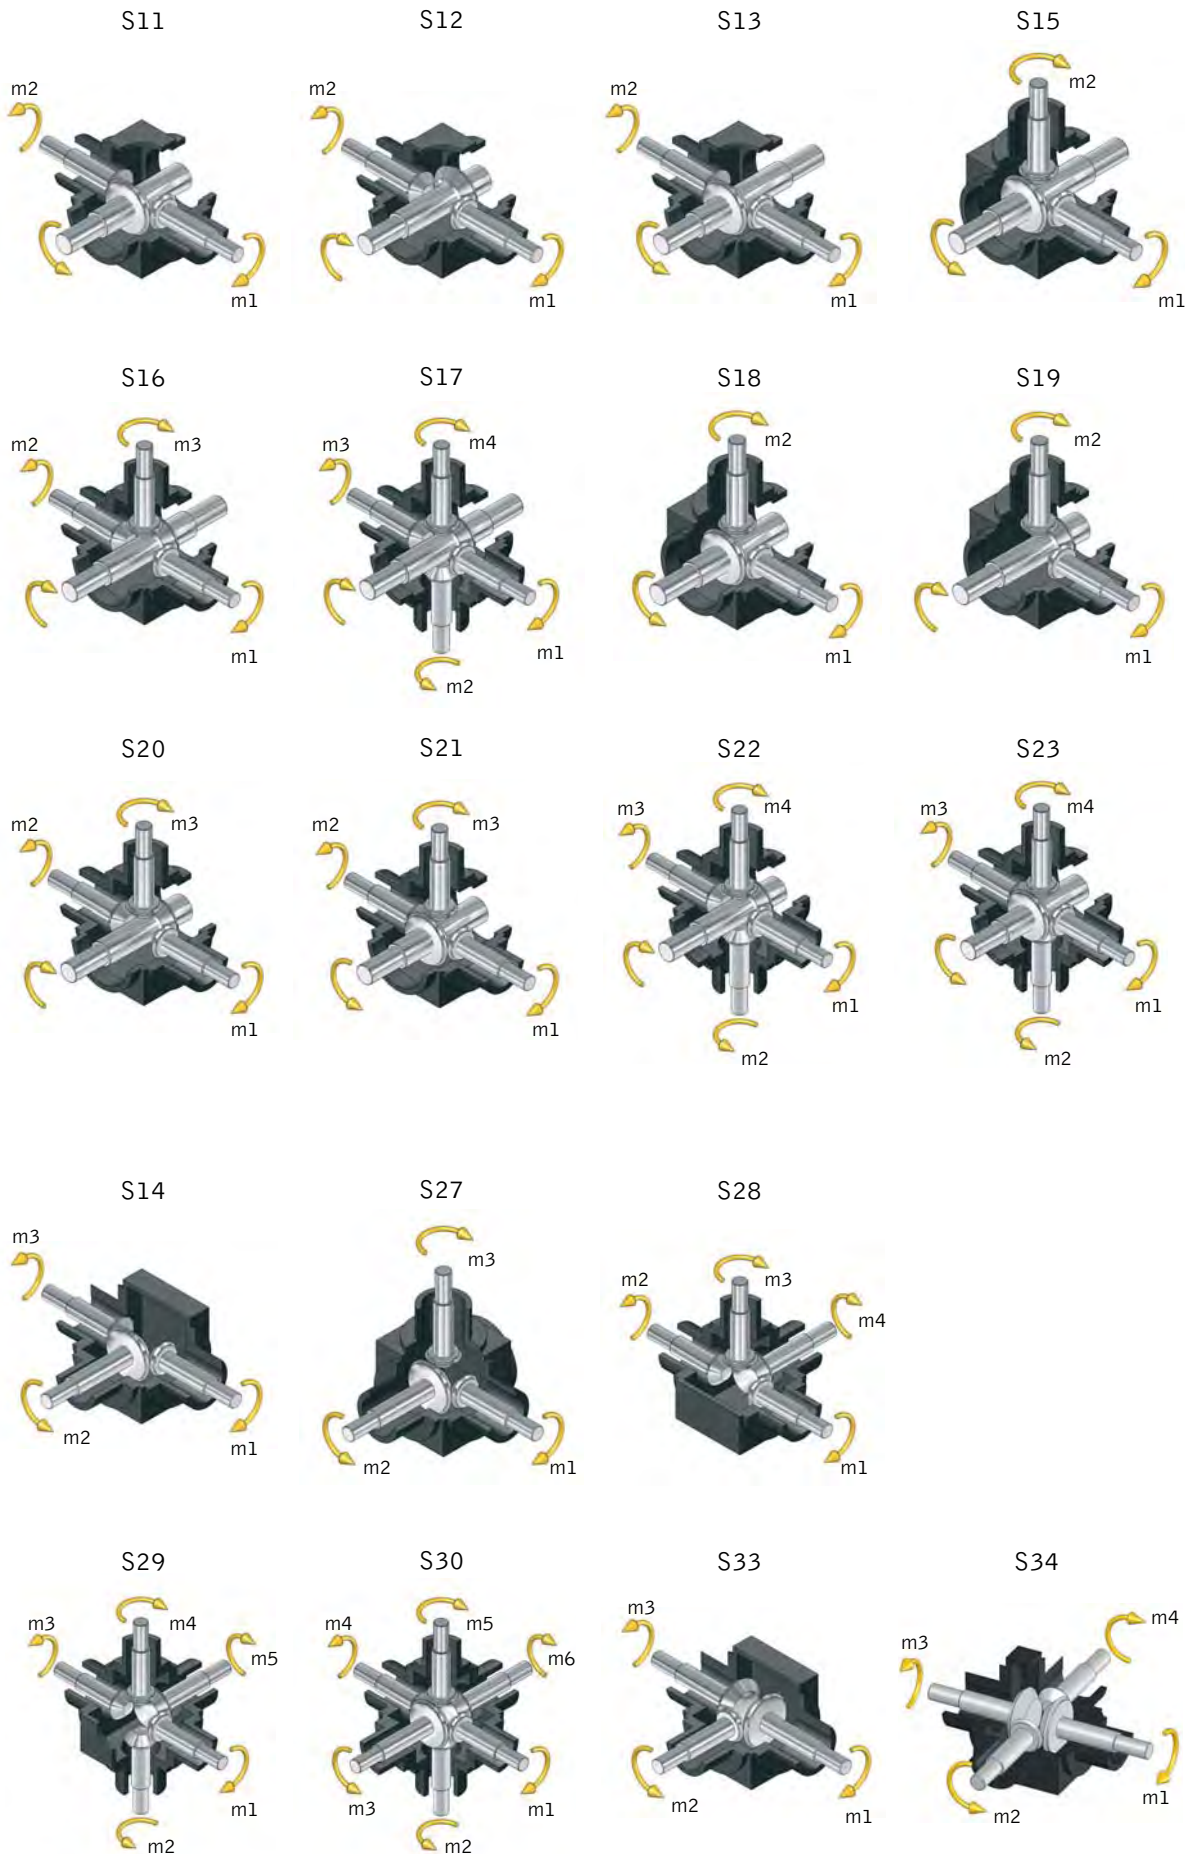 S11 S12 S13 S15
m2 m2 m2 m2
m1 m1 m1 m1
S16 S17 S18 S19
m2 m3 m3 m4 m2 m2
m1 m1 m1 m1
m2
S20 S21 S22 S23
m2 m3 m2 m3 m3 m4 m3 m4
m1 m1 m1 m1
m2 m2
S14 S27 S28
m3 m3 m2 m3
m4
m2 m1 m2 m1 m1
S29 S30 S33 S34
m3 m4 m4 m5 m3 m4
m5 m6 m3
m1 m3 m1 m2 m1 m2 m1
m2 m2